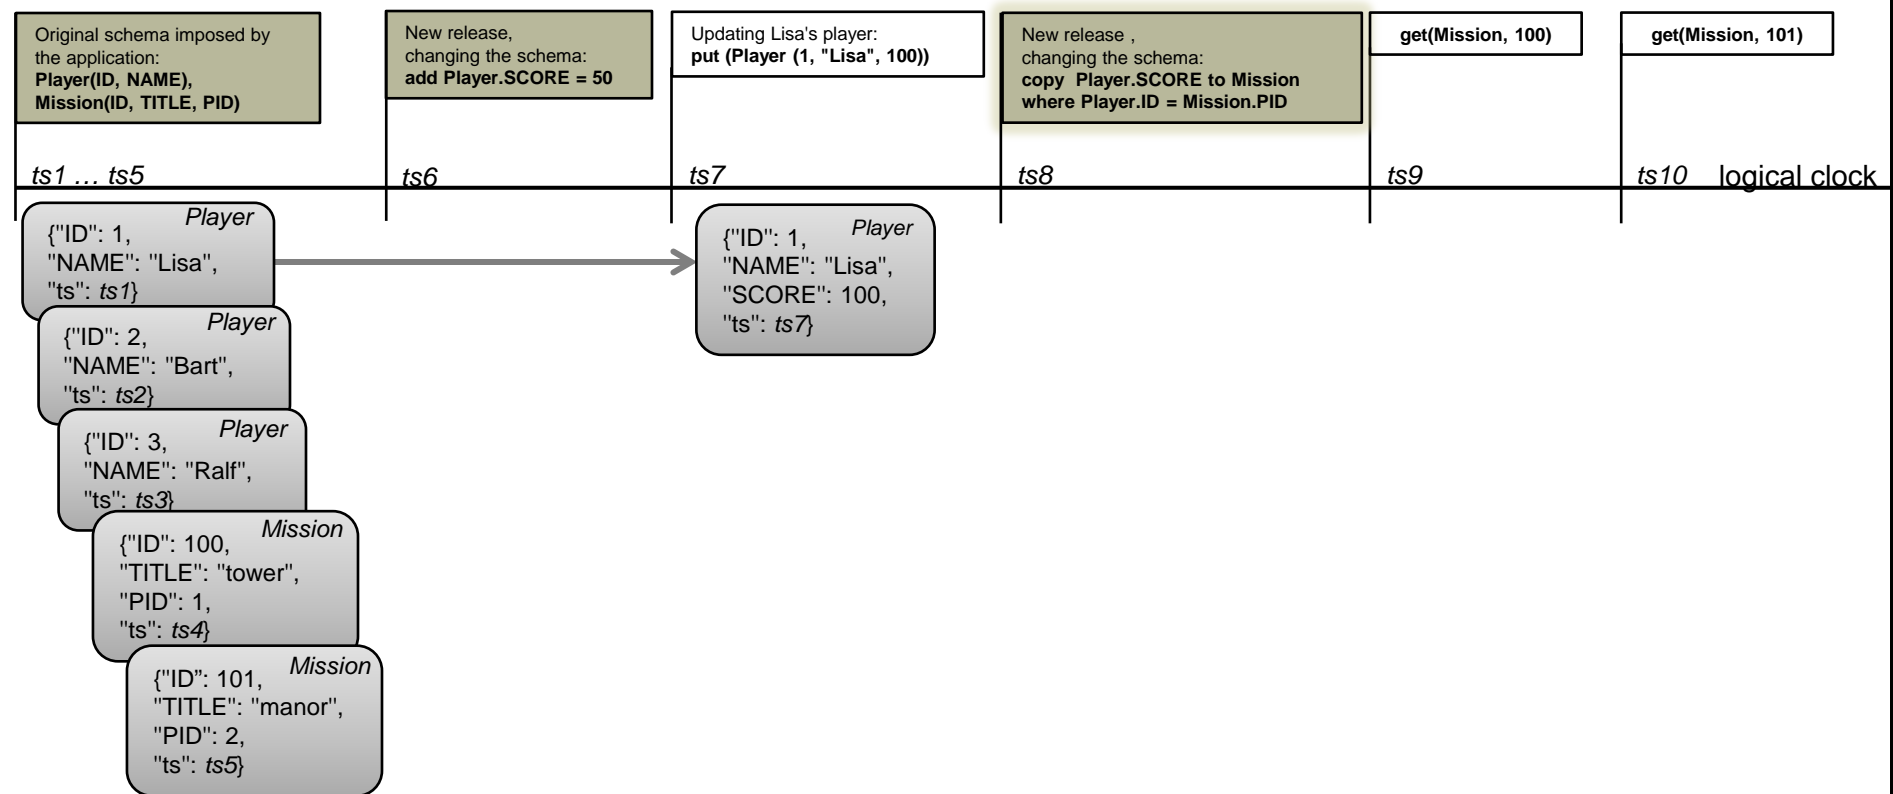 Original schema imposed by
the application:
Player(ID, NAME),
Mission(ID, TITLE, PID)
New release,
changing the schema:
add Player.SCORE = 50
Updating Lisa's player:
put (Player (1, "Lisa", 100))
New release ,
changing the schema:
copy  Player.SCORE to Mission
where Player.ID = Mission.PID
get(Mission, 100)
get(Mission, 101)
ts1 … ts5
ts6
ts7
ts8
ts9
ts10
logical clock
Player
{"ID": 1,
"NAME": "Lisa",
"ts": ts1}
Player
{"ID": 2,
"NAME": "Bart",
"ts": ts2}
Player
{"ID": 3,
"NAME": "Ralf",
"ts": ts3}
Mission
{"ID": 100,
"TITLE": "tower",
"PID": 1,
"ts": ts4}
Mission
{"ID”: 101,
"TITLE": "manor",
"PID": 2,
"ts": ts5}
Player
{"ID": 1,
"NAME": "Lisa",
"SCORE": 100,
"ts": ts7}